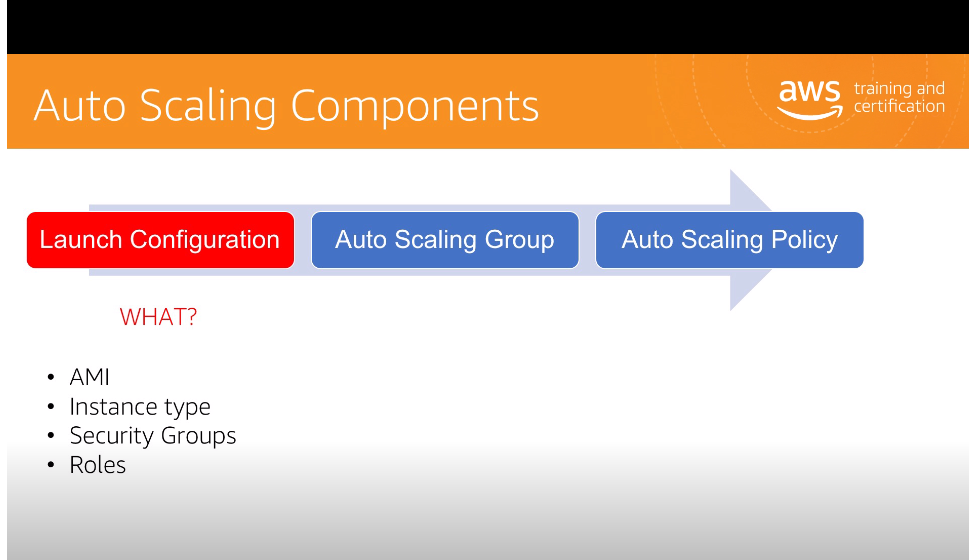 Auto Scaling Components
aws training and
certification
Launch Configuration
Auto Scaling Group
Auto Scaling Policy
WHAT?
• AMI
• Instance type
• Security Groups
• Roles